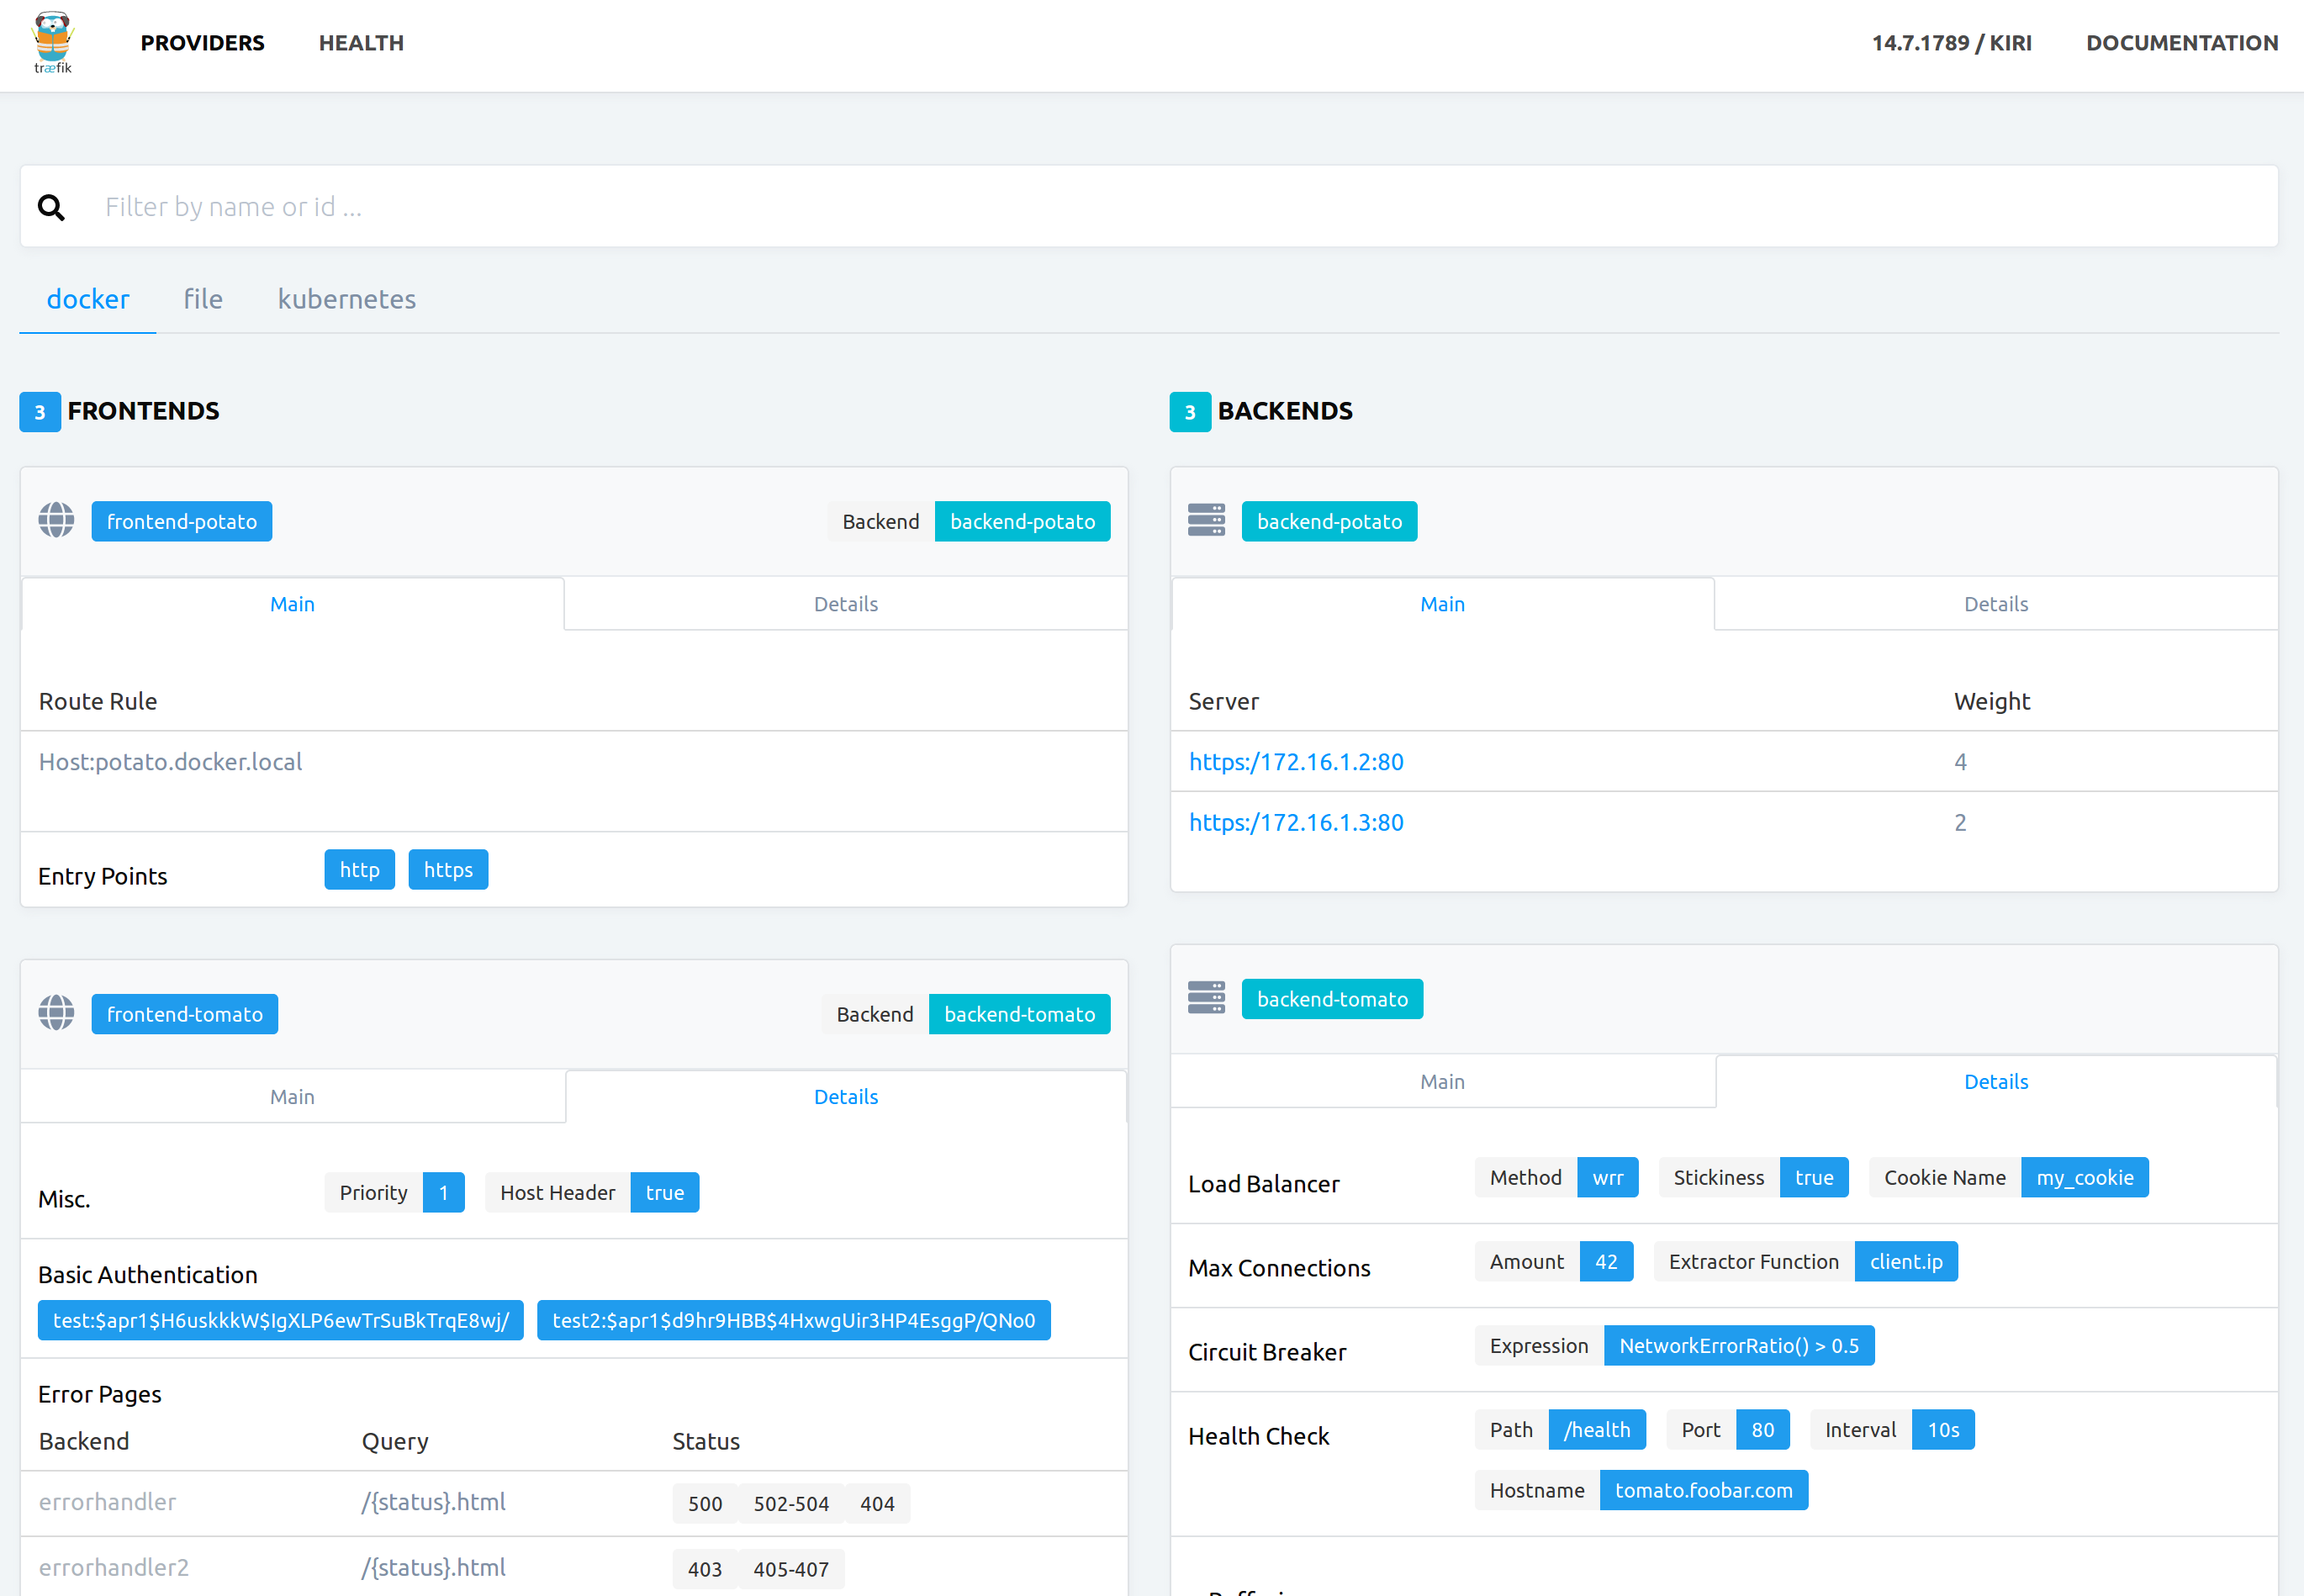 træfik
PROVIDERS HEALTH 14.7.1789 / KIRI DOCUMENTATION
Filter by name or id ...
docker file kubernetes
3 FRONTENDS
frontend-potato Backend backend-potato
Main Details
Route Rule
Host:potato.docker.local
Entry Points http https
frontend-tomato Backend backend-tomato
Main Details
Misc. Priority 1 Host Header true
Basic Authentication
test:$apr1$H6uskkkW$IgXLP6ewTrSuBkTrqE8wj/ test2:$apr1$d9hr9HBB$4HxwgUir3HP4EsggP/QNo0
Error Pages
Backend Query Status
errorhandler /{status}.html 500 502-504 404
errorhandler2 /{status}.html 403 405-407
3 BACKENDS
backend-potato
Main Details
Server Weight
https:/172.16.1.2:80 4
https:/172.16.1.3:80 2
backend-tomato
Main Details
Load Balancer Method wrr Stickiness true Cookie Name my_cookie
Max Connections Amount 42 Extractor Function client.ip
Circuit Breaker Expression NetworkErrorRatio() > 0.5
Health Check Path /health Port 80 Interval 10s
Hostname tomato.foobar.com